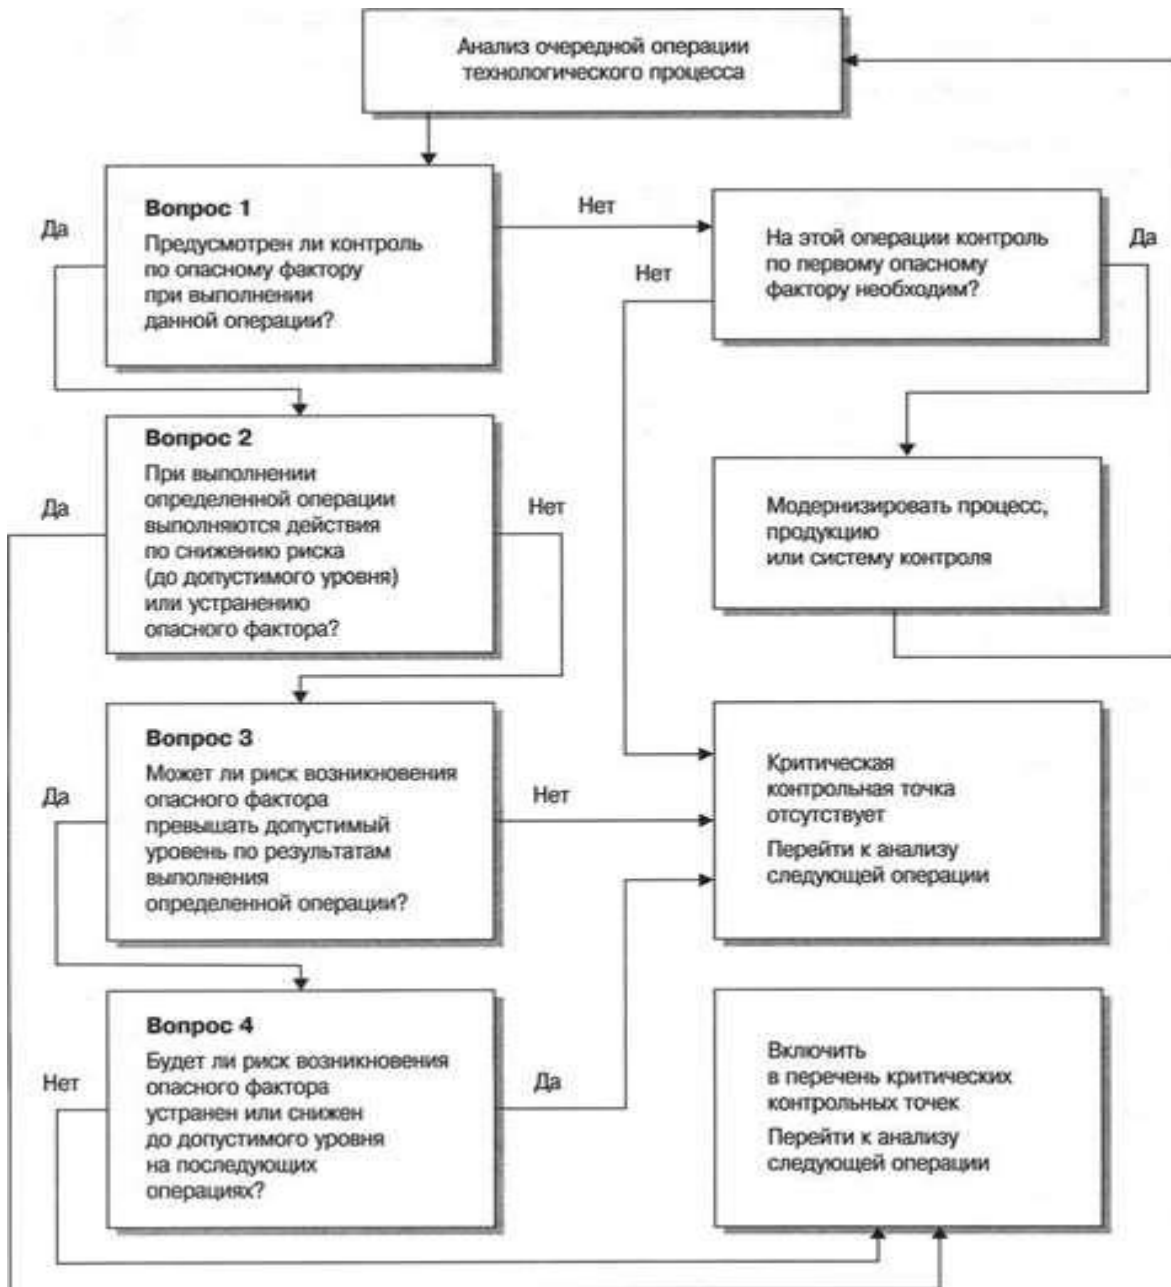 Анализ очередной операции
технологического процесса
Вопрос 1
Предусмотрен ли контроль
по опасному фактору
при выполнении
данной операции?
Да
Нет
На этой операции контроль
по первому опасному
фактору необходим?
Нет
Да
Вопрос 2
При выполнении
определенной операции
выполняются действия
по снижению риска
(до допустимого уровня)
или устранению
опасного фактора?
Да
Нет
Модернизировать процесс,
продукцию
или систему контроля
Вопрос 3
Может ли риск возникновения
опасного фактора
превышать допустимый
уровень по результатам
выполнения
определенной операции?
Да
Нет
Критическая
контрольная точка
отсутствует
Перейти к анализу
следующей операции
Вопрос 4
Будет ли риск возникновения
опасного фактора
устранен или снижен
до допустимого уровня
на последующих
операциях?
Нет
Да
Включить
в перечень критических
контрольных точек
Перейти к анализу
следующей операции